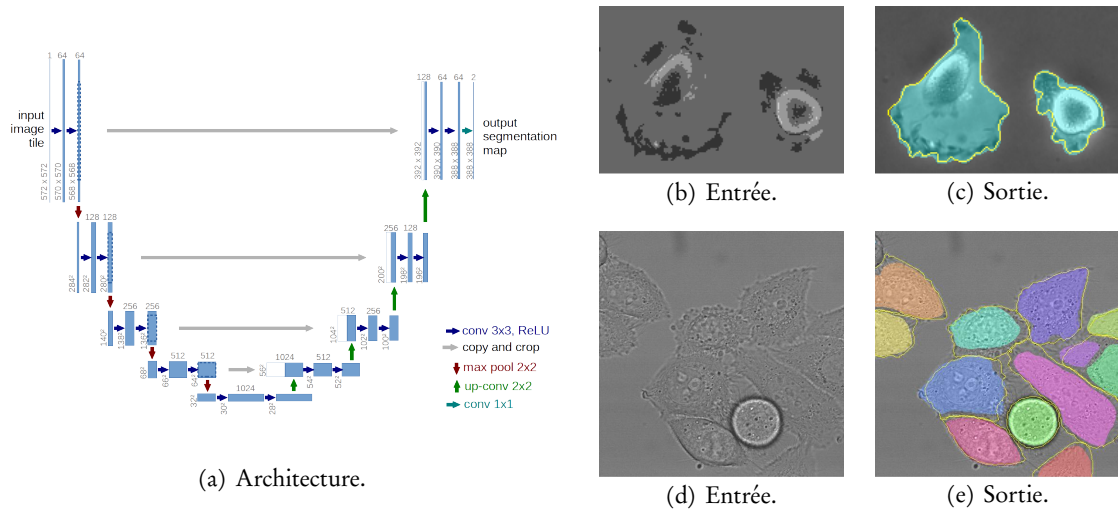 1 64 64
input
image
tile
572 x 572
570 x 570
568 x 568
128 64 64 2
output
segmentation
map
392 x 392
390 x 390
388 x 388
388 x 388
128 128
284²
282²
280²
256 128
200²
198²
196²
256 256
140²
138²
136²
512 256
104²
102²
100²
512 512
68²
66²
64²
1024 512
56²
54²
52²
1024
32²
30²
28²
conv 3x3, ReLU
copy and crop
max pool 2x2
up-conv 2x2
conv 1x1
(a) Architecture.
(b) Entrée.
(c) Sortie.
(d) Entrée.
(e) Sortie.